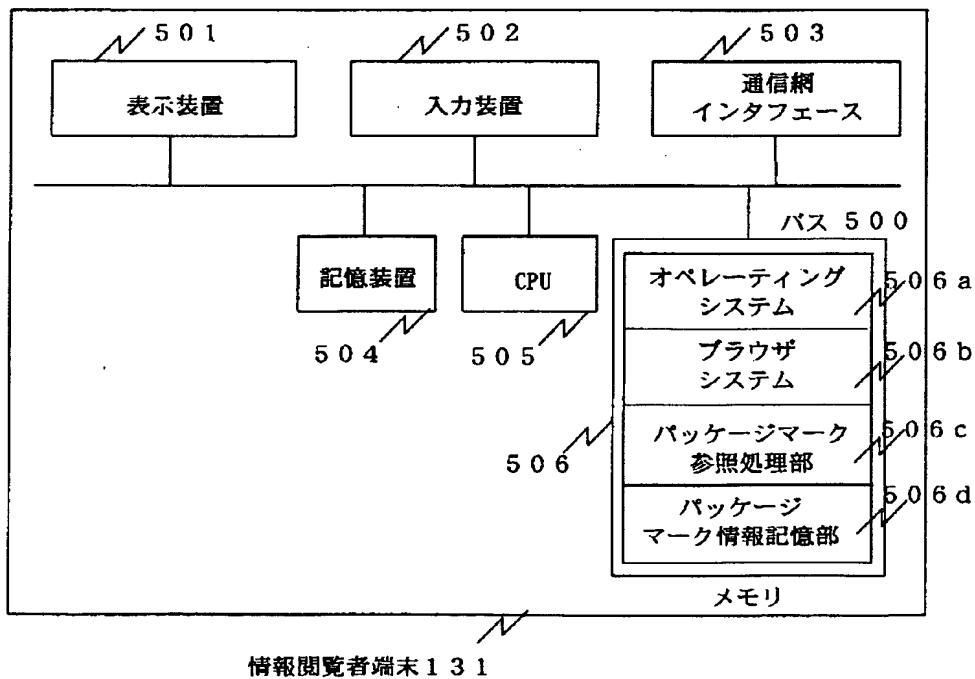 ５０１
５０２
５０３
表示装置
入力装置
通信網
インタフェース
バス ５００
記憶装置
CPU
５０４
５０５
オペレーティング
システム
５０６a
ブラウザ
システム
５０６b
パッケージマーク
参照処理部
５０６c
５０６
パッケージ
マーク情報記憶部
５０６d
メモリ
情報閲覧者端末１３１